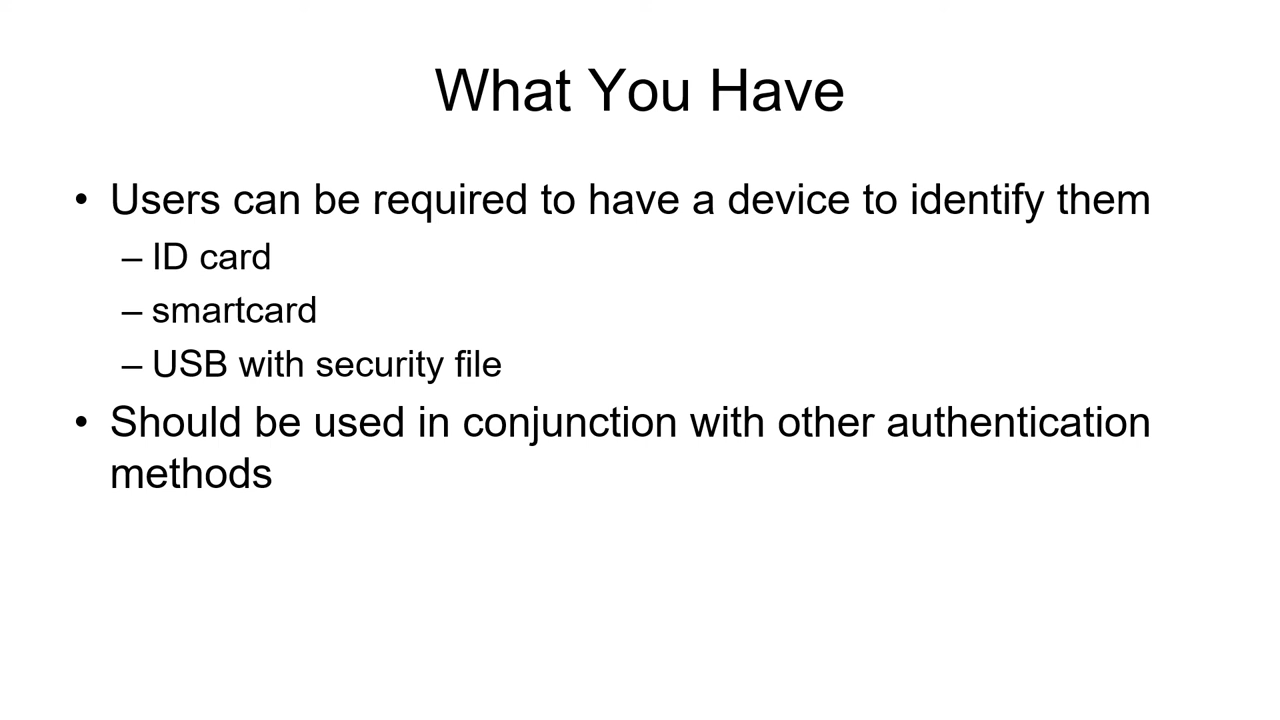 What You Have
• Users can be required to have a device to identify them
– ID card
– smartcard
– USB with security file
• Should be used in conjunction with other authentication
methods